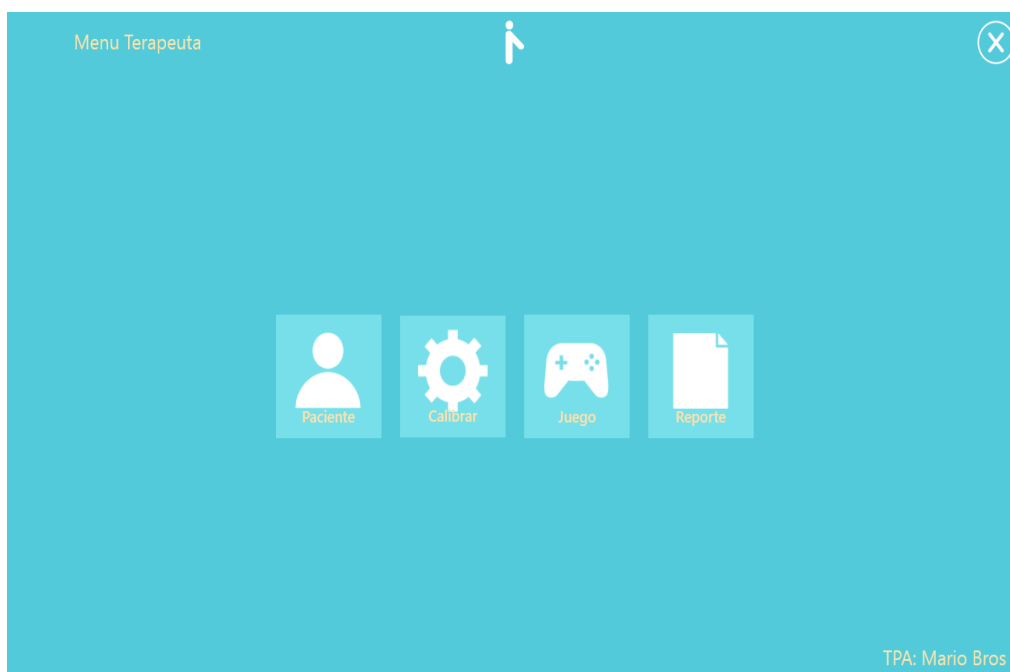 Menu Terapeuta
Paciente
Calibrar
Juego
Reporte
TPA: Mario Bros